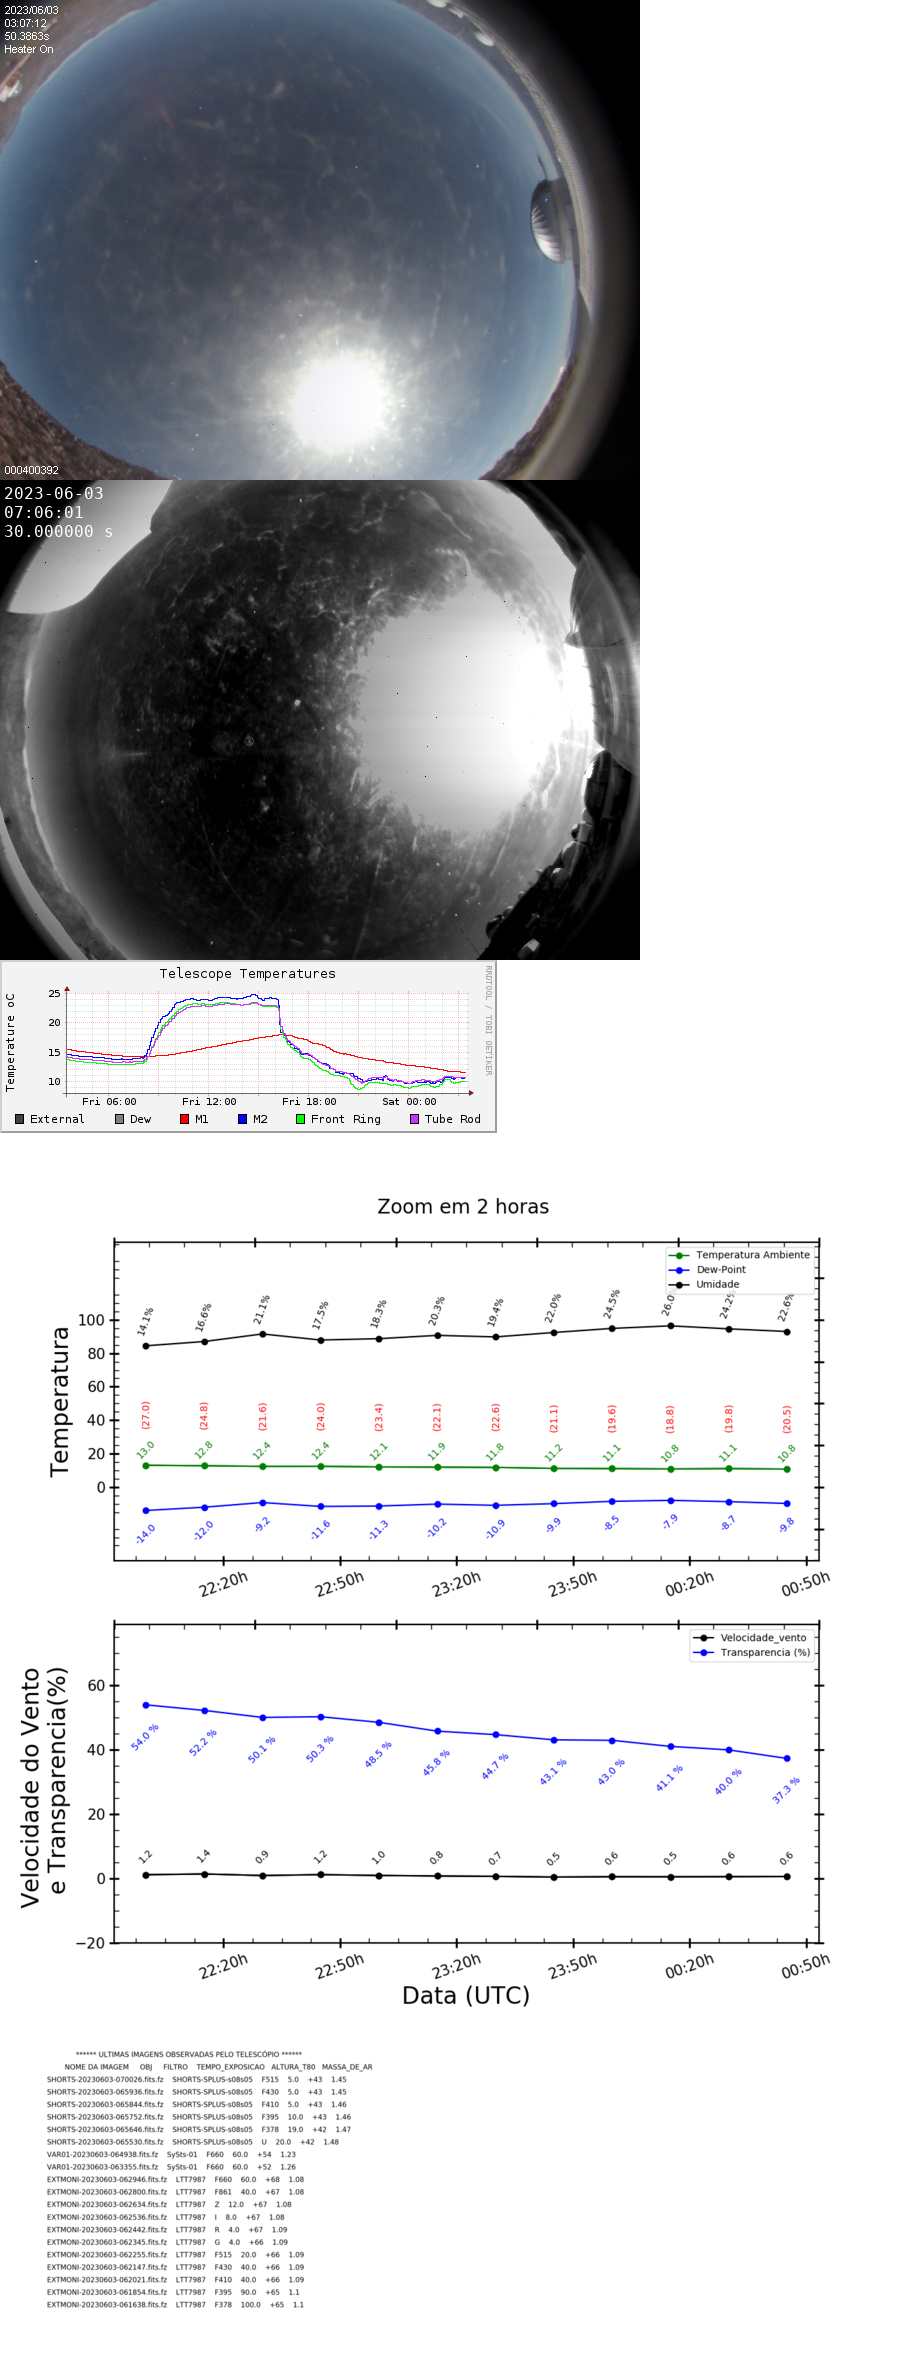 2023/06/03
03:07:12
50.3863s
Heater On
000400392
2023-06-03
07:06:01
30.000000 s
Telescope Temperatures
RRDTOOL / TOBI OETIKER
Temperature oC
25
20
15
10
Fri 06:00 Fri 12:00 Fri 18:00 Sat 00:00
External Dew M1 M2 Front Ring Tube Rod
Zoom em 2 horas
Temperatura Ambiente
Dew-Point
Umidade
14.1% 16.6% 21.1% 17.5% 18.3% 20.3% 19.4% 22.0% 24.5% 26.0 24.2% 22.6%
Temperatura
100
80
60
40
20
0
(27.0) (24.8) (21.6) (24.0) (23.4) (22.1) (22.6) (21.1) (19.6) (18.8) (19.8) (20.5)
13.0 12.8 12.4 12.4 12.1 11.9 11.8 11.2 11.1 10.8 11.1 10.8
-14.0 -12.0 -9.2 -11.6 -11.3 -10.2 -10.9 -9.9 -8.5 -7.9 -8.7 -9.8
22:20h 22:50h 23:20h 23:50h 00:20h 00:50h
Velocidade_vento
Transparencia (%)
Velocidade do Vento
e Transparencia(%)
60
40
20
0
−20
54.0 % 52.2 % 50.1 % 50.3 % 48.5 % 45.8 % 44.7 % 43.1 % 43.0 % 41.1 % 40.0 % 37.3 %
1.2 1.4 0.9 1.2 1.0 0.8 0.7 0.5 0.6 0.5 0.6 0.6
22:20h 22:50h 23:20h 23:50h 00:20h 00:50h
Data (UTC)
****** ULTIMAS IMAGENS OBSERVADAS PELO TELESCÓPIO ******
NOME DA IMAGEM OBJ FILTRO TEMPO_EXPOSICAO ALTURA_T80 MASSA_DE_AR
SHORTS-20230603-070026.fits.fz SHORTS-SPLUS-s08s05 F515 5.0 +43 1.45
SHORTS-20230603-065936.fits.fz SHORTS-SPLUS-s08s05 F430 5.0 +43 1.45
SHORTS-20230603-065844.fits.fz SHORTS-SPLUS-s08s05 F410 5.0 +43 1.46
SHORTS-20230603-065752.fits.fz SHORTS-SPLUS-s08s05 F395 10.0 +43 1.46
SHORTS-20230603-065646.fits.fz SHORTS-SPLUS-s08s05 F378 19.0 +42 1.47
SHORTS-20230603-065530.fits.fz SHORTS-SPLUS-s08s05 U 20.0 +42 1.48
VAR01-20230603-064938.fits.fz SySts-01 F660 60.0 +54 1.23
VAR01-20230603-063355.fits.fz SySts-01 F660 60.0 +52 1.26
EXTMONI-20230603-062946.fits.fz LTT7987 F660 60.0 +68 1.08
EXTMONI-20230603-062800.fits.fz LTT7987 F861 40.0 +67 1.08
EXTMONI-20230603-062634.fits.fz LTT7987 Z 12.0 +67 1.08
EXTMONI-20230603-062536.fits.fz LTT7987 I 8.0 +67 1.08
EXTMONI-20230603-062442.fits.fz LTT7987 R 4.0 +67 1.09
EXTMONI-20230603-062345.fits.fz LTT7987 G 4.0 +66 1.09
EXTMONI-20230603-062255.fits.fz LTT7987 F515 20.0 +66 1.09
EXTMONI-20230603-062147.fits.fz LTT7987 F430 40.0 +66 1.09
EXTMONI-20230603-062021.fits.fz LTT7987 F410 40.0 +66 1.09
EXTMONI-20230603-061854.fits.fz LTT7987 F395 90.0 +65 1.1
EXTMONI-20230603-061638.fits.fz LTT7987 F378 100.0 +65 1.1